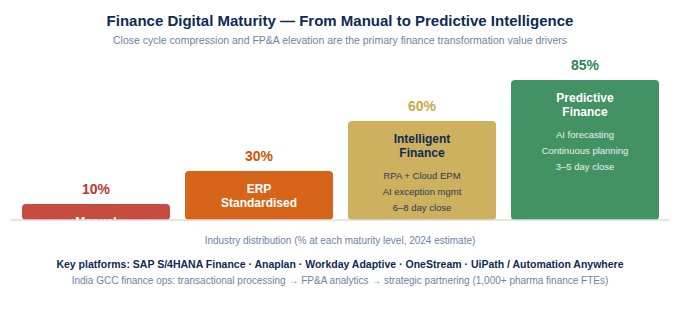 Finance Digital Maturity — From Manual to Predictive Intelligence
Close cycle compression and FP&A elevation are the primary finance transformation value drivers
10%
30%
ERP
Standardised
60%
Intelligent
Finance
RPA + Cloud EPM
AI exception mgmt
6–8 day close
85%
Predictive
Finance
AI forecasting
Continuous planning
3–5 day close
Industry distribution (% at each maturity level, 2024 estimate)
Key platforms: SAP S/4HANA Finance · Anaplan · Workday Adaptive · OneStream · UiPath / Automation Anywhere
India GCC finance ops: transactional processing → FP&A analytics → strategic partner (1,000+ pharma finance FTEs)